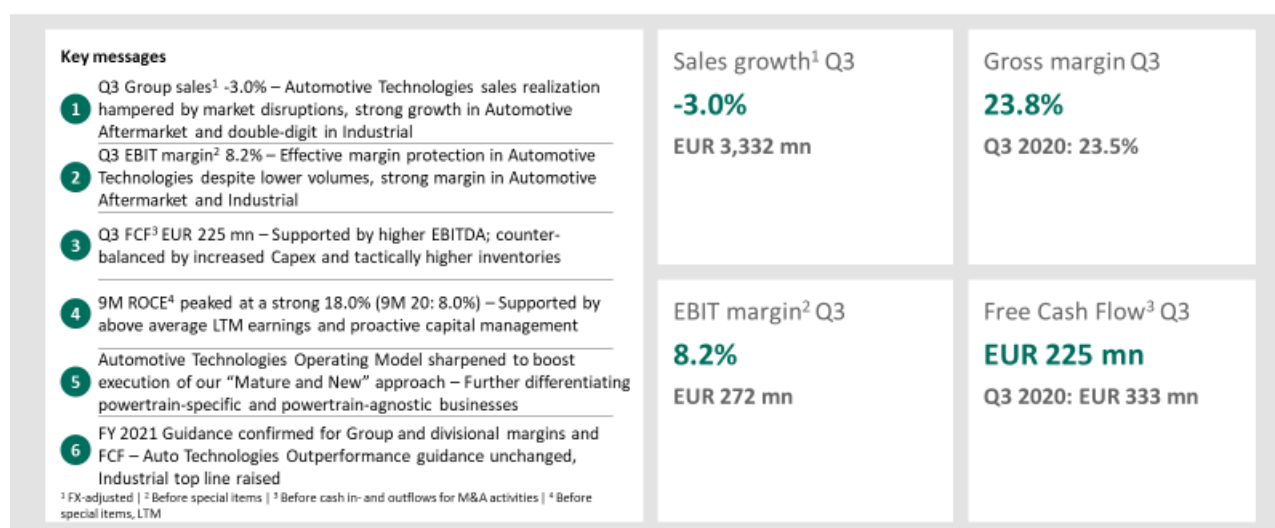 Key messages
1
Q3 Group sales¹ -3.0% – Automotive Technologies sales realization
hampered by market disruptions, strong growth in Automotive
Aftermarket and double-digit in Industrial
2
Q3 EBIT margin² 8.2% – Effective margin protection in Automotive
Technologies despite lower volumes, strong margin in Automotive
Aftermarket and Industrial
3
Q3 FCF³ EUR 225 mn – Supported by higher EBITDA; counter-
balanced by increased Capex and tactically higher inventories
4
9M ROCE⁴ peaked at a strong 18.0% (9M 20: 8.0%) – Supported by
above average LTM earnings and proactive capital management
5
Automotive Technologies Operating Model sharpened to boost
execution of our “Mature and New” approach – Further differentiating
powertrain-specific and powertrain-agnostic businesses
6
FY 2021 Guidance confirmed for Group and divisional margins and
FCF – Auto Technologies Outperformance guidance unchanged,
Industrial top line raised
¹ FX-adjusted | ² Before special items | ³ Before cash in- and outflows for M&A activities | ⁴ Before
special items, LTM
Sales growth¹ Q3
-3.0%
EUR 3,332 mn
Gross margin Q3
23.8%
Q3 2020: 23.5%
EBIT margin² Q3
8.2%
EUR 272 mn
Free Cash Flow³ Q3
EUR 225 mn
Q3 2020: EUR 333 mn